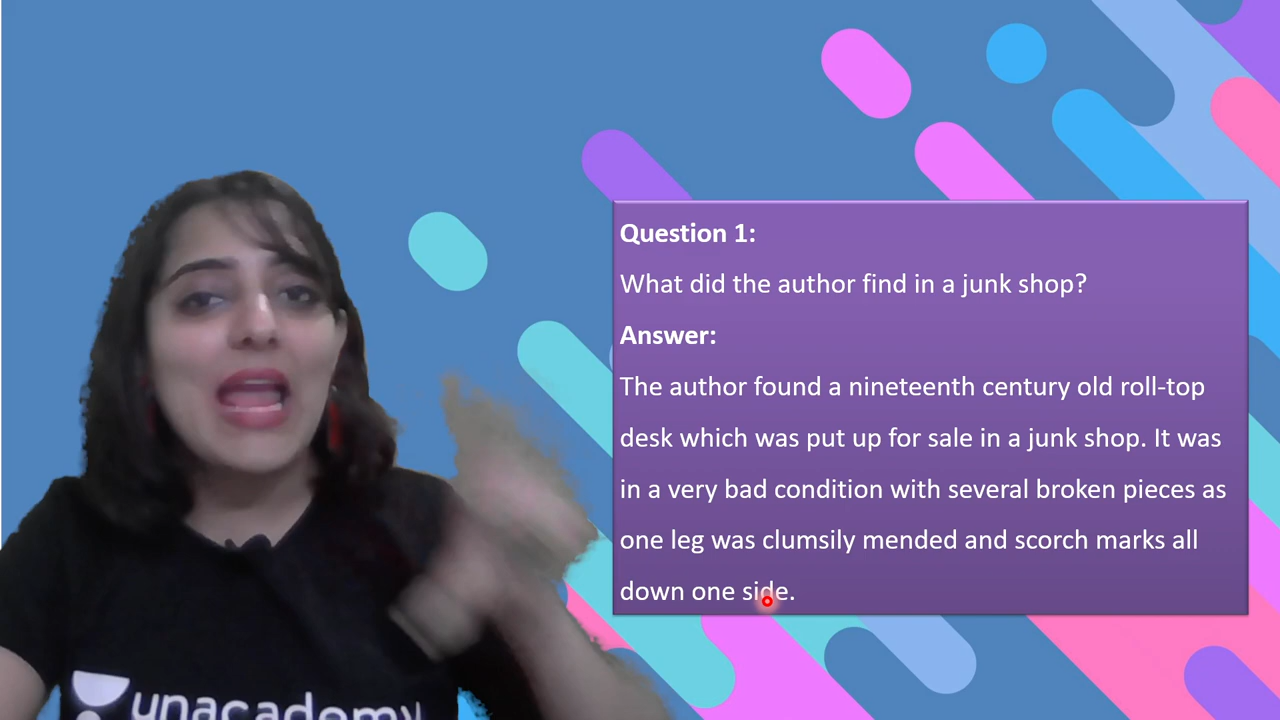 Question 1:
What did the author find in a junk shop?
Answer:
The author found a nineteenth century old roll-top
desk which was put up for sale in a junk shop. It was
in a very bad condition with several broken pieces as
one leg was clumsily mended and scorch marks all
down one side.
unacademy